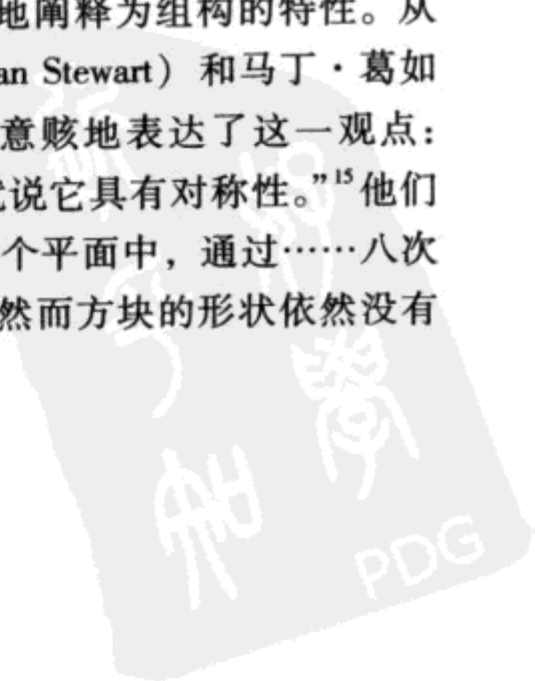 地阐释为组构的特性。从
an Stewart）和马丁·葛如
意赅地表达了这一观点：
说它具有对称性。”15他们
个平面中，通过……八次
然而方块的形状依然没有
PDG